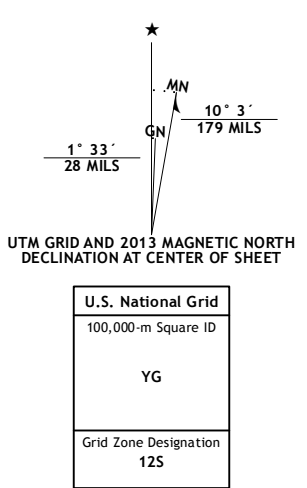 ★
MN
GN
10° 3´
179 MILS
1° 33´
28 MILS
UTM GRID AND 2013 MAGNETIC NORTH
DECLINATION AT CENTER OF SHEET
U.S. National Grid
100,000-m Square ID
YG
Grid Zone Designation
12S